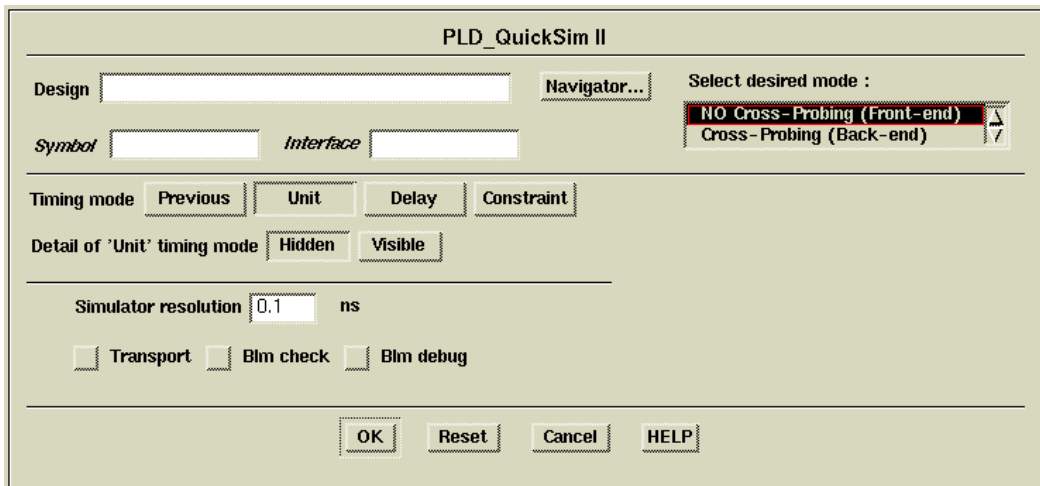 PLD_QuickSim II
Design Navigator... Select desired mode :
NO Cross-Probing (Front-end)
Symbol Interface Cross-Probing (Back-end)
Timing mode Previous Unit Delay Constraint
Detail of 'Unit' timing mode Hidden Visible
Simulator resolution 0.1 ns
Transport Blm check Blm debug
OK Reset Cancel HELP